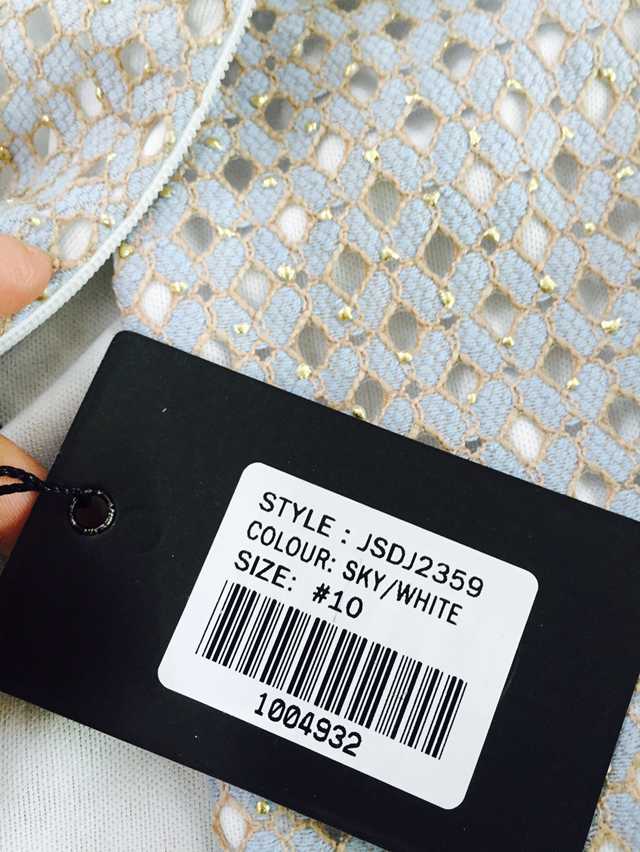 STYLE : JSDJ2359
COLOUR: SKY/WHITE
SIZE: #10
1004932